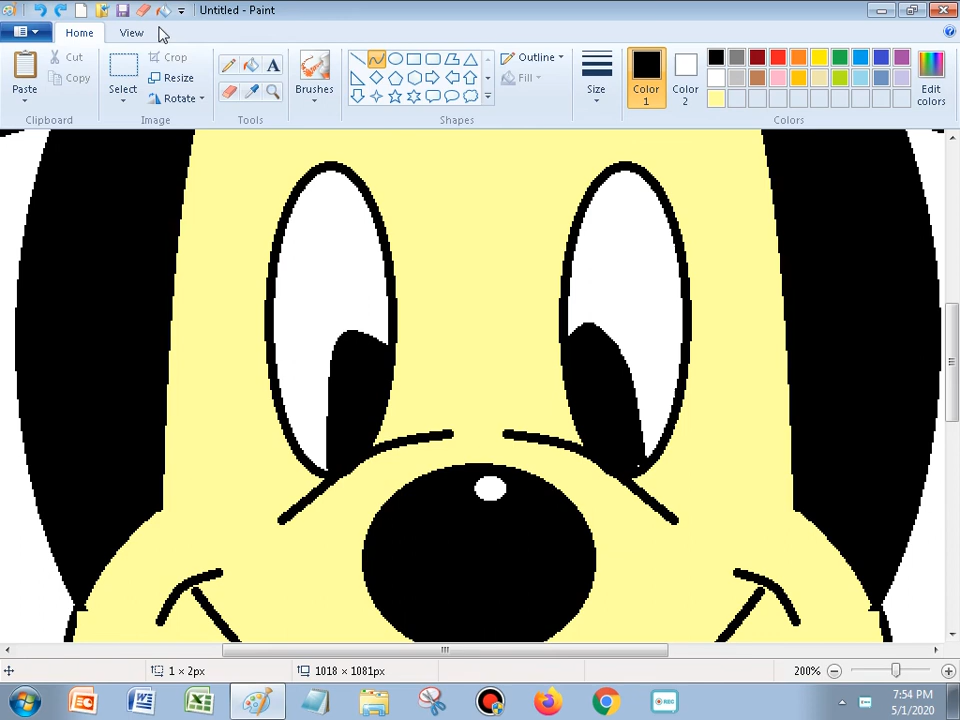 Untitled - Paint
Home
View
Paste
Cut
Copy
Clipboard
Select
Crop
Resize
Rotate
Image
A
Tools
Brushes
Outline
Fill
Shapes
Size
Color
1
Color
2
Edit
colors
Colors
1 × 2px
1018 × 1081px
200%
7:54 PM
5/1/2020